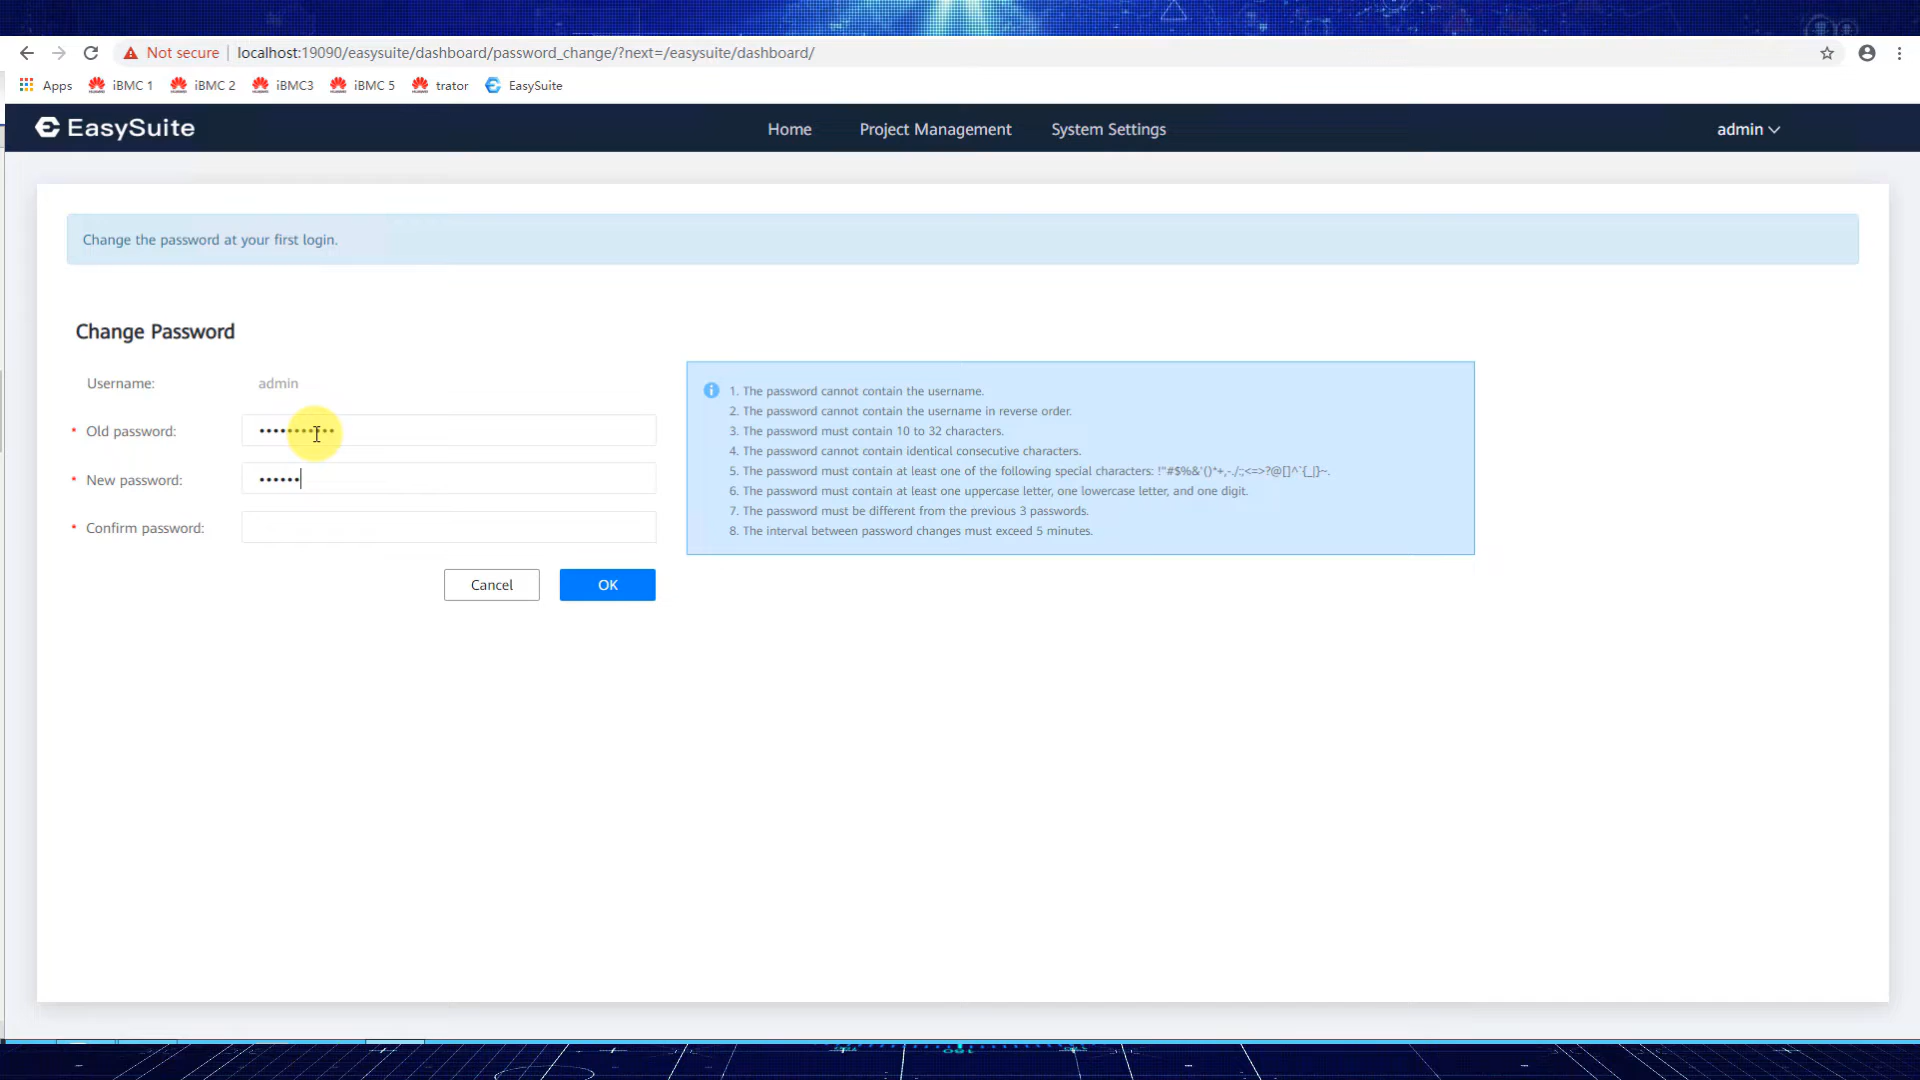 Not secure | localhost:19090/easysuite/dashboard/password_change/?next=/easysuite/dashboard/
Apps iBMC 1 iBMC 2 iBMC3 iBMC 5 trator EasySuite
EasySuite Home Project Management System Settings admin
Change the password at your first login.
Change Password
Username: admin
* Old password: •••••••••••
* New password: ••••••
* Confirm password:
Cancel OK
1. The password cannot contain the username.
2. The password cannot contain the username in reverse order.
3. The password must contain 10 to 32 characters.
4. The password cannot contain identical consecutive characters.
5. The password must contain at least one of the following special characters: !"#$%&'()*+,-./:;<=>?@[]^`{_|}~.
6. The password must contain at least one uppercase letter, one lowercase letter, and one digit.
7. The password must be different from the previous 3 passwords.
8. The interval between password changes must exceed 5 minutes.